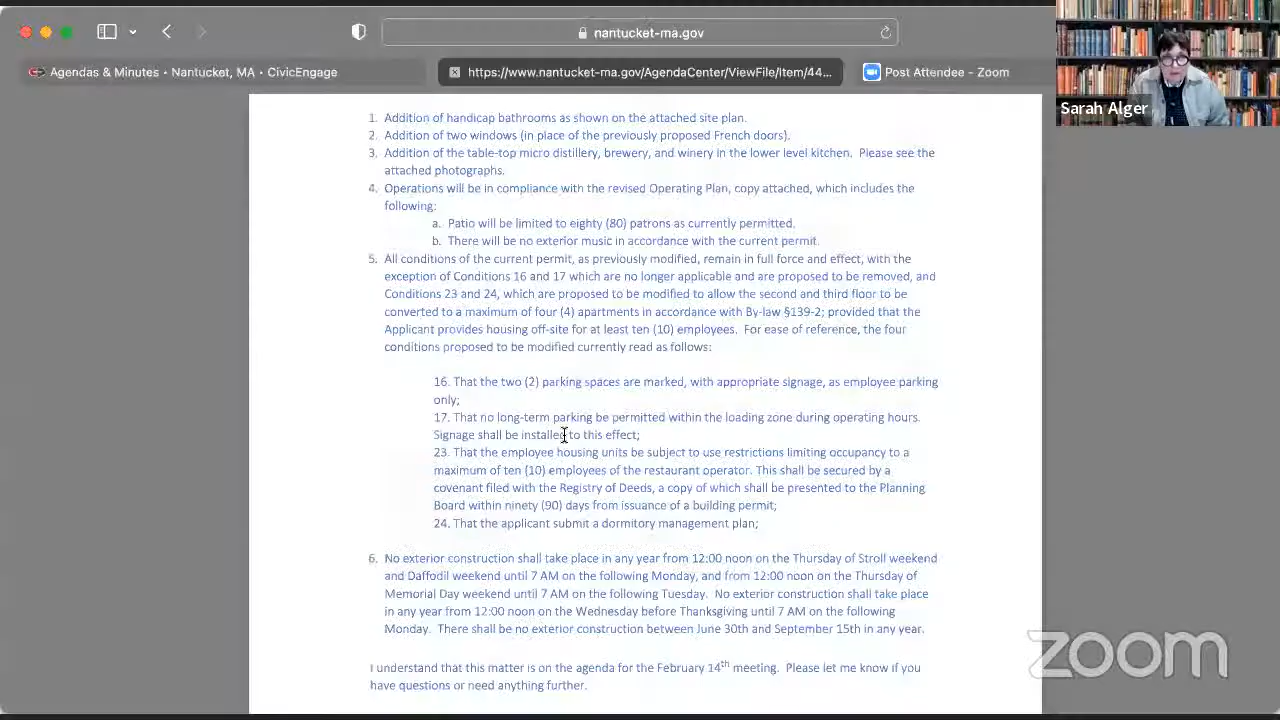 nantucket-ma.gov
Agendas & Minutes • Nantucket, MA • CivicEngage
https://www.nantucket-ma.gov/AgendaCenter/ViewFile/Item/44...
Post Attendee - Zoom
Sarah Alger
1. Addition of handicap bathrooms as shown on the attached site plan.
2. Addition of two windows (in place of the previously proposed French doors).
3. Addition of the table-top micro distillery, brewery, and winery in the lower level kitchen. Please see the
attached photographs.
4. Operations will be in compliance with the revised Operating Plan, copy attached, which includes the
following:
a. Patio will be limited to eighty (80) patrons as currently permitted.
b. There will be no exterior music in accordance with the current permit.
5. All conditions of the current permit, as previously modified, remain in full force and effect, with the
exception of Conditions 16 and 17 which are no longer applicable and are proposed to be removed, and
Conditions 23 and 24, which are proposed to be modified to allow the second and third floor to be
converted to a maximum of four (4) apartments in accordance with By-law §139-2; provided that the
Applicant provides housing off-site for at least ten (10) employees. For ease of reference, the four
conditions proposed to be modified currently read as follows:
16. That the two (2) parking spaces are marked, with appropriate signage, as employee parking
only;
17. That no long-term parking be permitted within the loading zone during operating hours.
Signage shall be installed to this effect;
23. That the employee housing units be subject to use restrictions limiting occupancy to a
maximum of ten (10) employees of the restaurant operator. This shall be secured by a
covenant filed with the Registry of Deeds, a copy of which shall be presented to the Planning
Board within ninety (90) days from issuance of a building permit;
24. That the applicant submit a dormitory management plan;
6. No exterior construction shall take place in any year from 12:00 noon on the Thursday of Stroll weekend
and Daffodil weekend until 7 AM on the following Monday, and from 12:00 noon on the Thursday of
Memorial Day weekend until 7 AM on the following Tuesday. No exterior construction shall take place
in any year from 12:00 noon on the Wednesday before Thanksgiving until 7 AM on the following
Monday. There shall be no exterior construction between June 30th and September 15th in any year.
I understand that this matter is on the agenda for the February 14th meeting. Please let me know if you
have questions or need anything further.
zoom